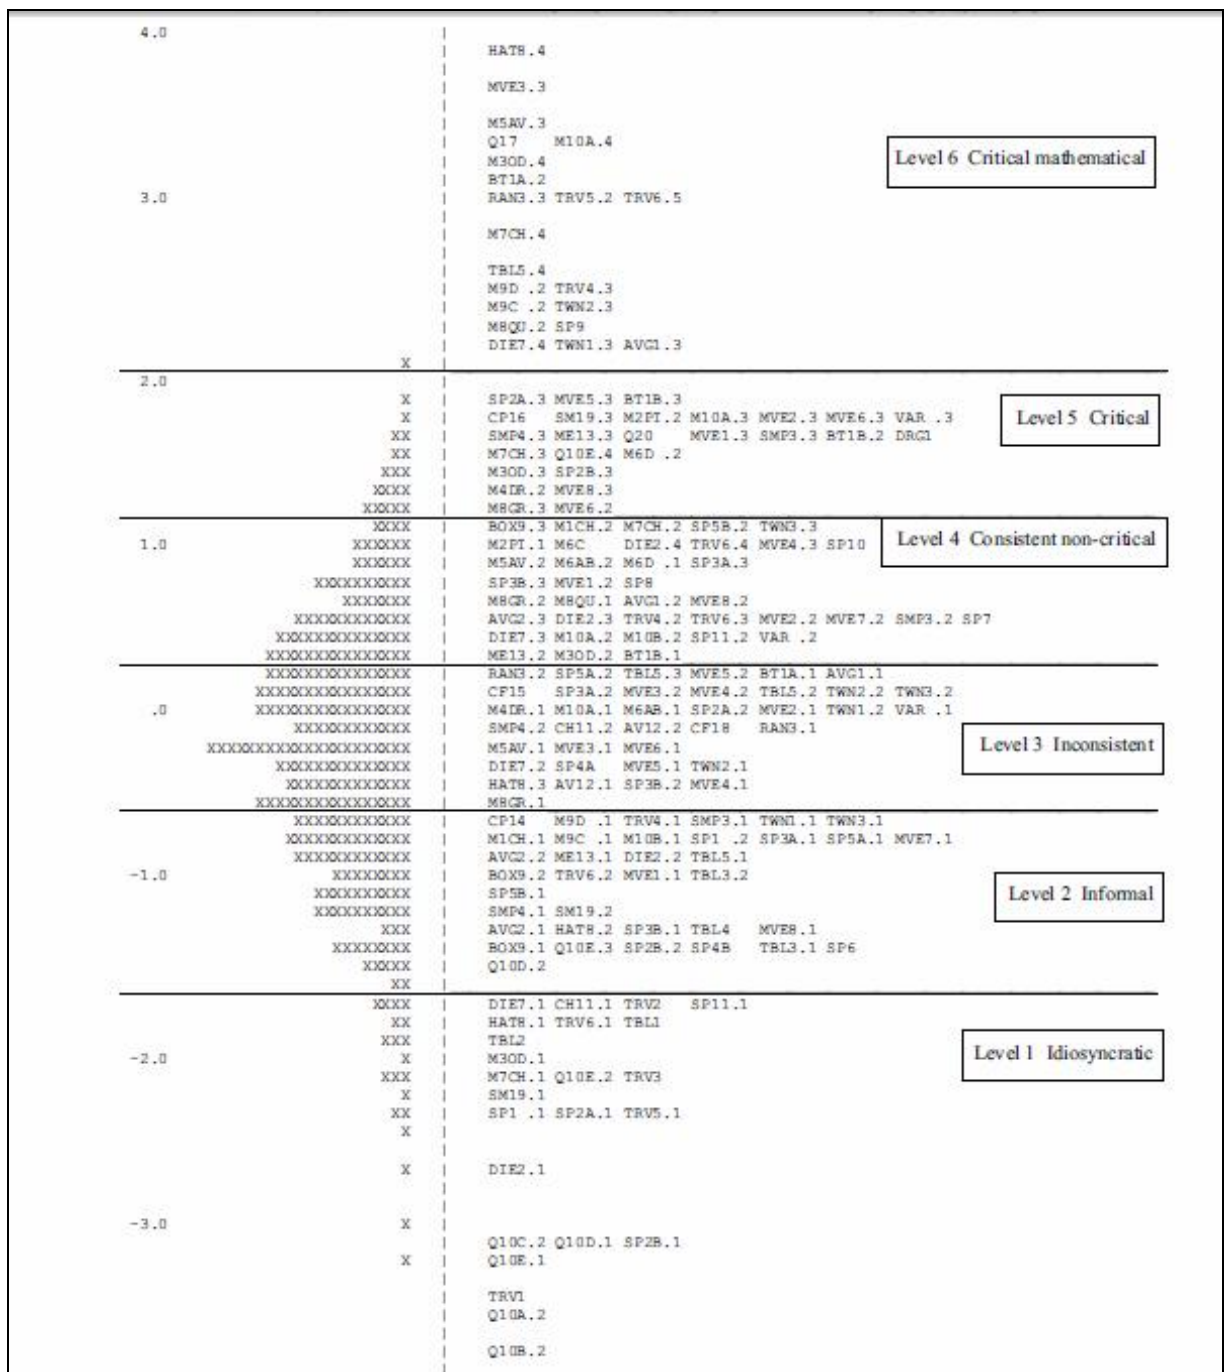 4.0
HAT8.4
MVE3.3
M5AV.3
Q17 M10A.4
Level 6 Critical mathematical
M3OD.4
BT1A.2
3.0 RAN3.3 TRV5.2 TRV6.5
M7CH.4
TBL5.4
M9D .2 TRV4.3
M9C .2 TWN2.3
M8QU.2 SP9
DIE7.4 TWN1.3 AVG1.3
X
2.0
X SP2A.3 MVE5.3 BT1B.3
X CP16 SM19.3 M2PT.2 M10A.3 MVE2.3 MVE6.3 VAR .3
Level 5 Critical
XX SMP4.3 ME13.3 Q20 MVE1.3 SMP3.3 BT1B.2 DRG1
XX M7CH.3 Q10E.4 M6D .2
XXX M3OD.3 SP2B.3
XXXX M4DR.2 MVE8.3
XXXXX M8GR.3 MVE6.2
XXXX BOX9.3 M1CH.2 M7CH.2 SP5B.2 TWN3.3
Level 4 Consistent non-critical
1.0 XXXXXX M2PT.1 M6C DIE2.4 TRV6.4 MVE4.3 SP10
XXXXXX M5AV.2 M6AB.2 M6D .1 SP3A.3
XXXXXXXXXX SP3B.3 MVE1.2 SP8
XXXXXXX M8GR.2 M8QU.1 AVG1.2 MVE8.2
XXXXXXXXXXXX AVG2.3 DIE2.3 TRV4.2 TRV6.3 MVE2.2 MVE7.2 SMP3.2 SP7
XXXXXXXXXXXXXX DIE7.3 M10A.2 M10B.2 SP11.2 VAR .2
XXXXXXXXXXXXXXX ME13.2 M3OD.2 BT1B.1
XXXXXXXXXXXXXXX RAN3.2 SP5A.2 TBL5.3 MVE5.2 BT1A.1 AVG1.1
XXXXXXXXXXXXXXXX CF15 SP3A.2 MVE3.2 MVE4.2 TBL5.2 TWN2.2 TWN3.2
.0 XXXXXXXXXXXXXXXX M4DR.1 M10A.1 M6AB.1 SP2A.2 MVE2.1 TWN1.2 VAR .1
XXXXXXXXXXXX SMP4.2 CH11.2 AV12.2 CF18 RAN3.1
Level 3 Inconsistent
XXXXXXXXXXXXXXXXXXXXX M5AV.1 MVE3.1 MVE6.1
XXXXXXXXXXXXXX DIE7.2 SP4A MVE5.1 TWN2.1
XXXXXXXXXXXXX HAT8.3 AV12.1 SP3B.2 MVE4.1
XXXXXXXXXXXXXXXX M8GR.1
XXXXXXXXXXXX CP14 M9D .1 TRV4.1 SMP3.1 TWN1.1 TWN3.1
XXXXXXXXXXXXX M1CH.1 M9C .1 M10B.1 SP1 .2 SP3A.1 SP5A.1 MVE7.1
XXXXXXXXXXXX AVG2.2 ME13.1 DIE2.2 TBL5.1
-1.0 XXXXXXXX BOX9.2 TRV6.2 MVE1.1 TBL3.2
XXXXXXXXXX SP5B.1
Level 2 Informal
XXXXXXXXXX SMP4.1 SM19.2
XXX AVG2.1 HAT8.2 SP3B.1 TBL4 MVE8.1
XXXXXXXX BOX9.1 Q10E.3 SP2B.2 SP4B TBL3.1 SP6
XXXXX Q10D.2
XX
XXXX DIE7.1 CH11.1 TRV2 SP11.1
XX HAT8.1 TRV6.1 TBL1
XXX TBL2
Level 1 Idiosyncratic
-2.0 X M3OD.1
XXX M7CH.1 Q10E.2 TRV3
X SM19.1
XX SP1 .1 SP2A.1 TRV5.1
X
X DIE2.1
-3.0 X
Q10C.2 Q10D.1 SP2B.1
X Q10E.1
TRV1
Q10A.2
Q10B.2